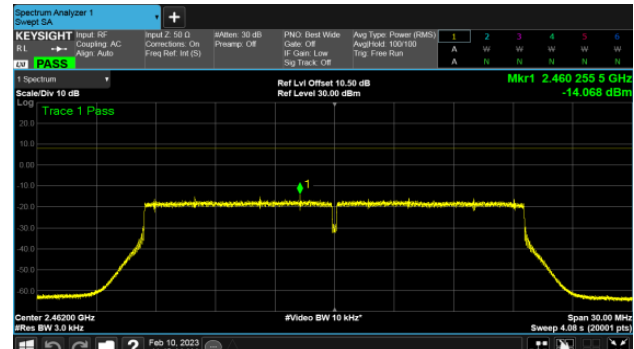 Spectrum Analyzer 1
Swept SA
+
KEYSIGHT Input: RF Input Z: 50 Ω #Atten: 30 dB PNO: Best Wide Avg Type: Power (RMS) 1 2 3 4 5 6
RL Coupling: AC Corrections: On Preamp: Off Gate: Off Avg|Hold: 100/100 A W W W W W
Align: Auto Freq Ref: Int (S) IF Gain: Low Trig: Free Run
LV PASS Sig Track: Off A N N N N N
1 Spectrum Ref Lvl Offset 10.50 dB Mkr1 2.460 255 5 GHz
Scale/Div 10 dB Ref Level 30.00 dBm -14.068 dBm
Log Trace 1 Pass
20.0
10.0
0.00
-10.0
1
-20.0
-30.0
-40.0
-50.0
-60.0
Center 2.46200 GHz #Video BW 10 kHz* Span 30.00 MHz
#Res BW 3.0 kHz Sweep 4.08 s (20001 pts)
? Feb 10, 2023